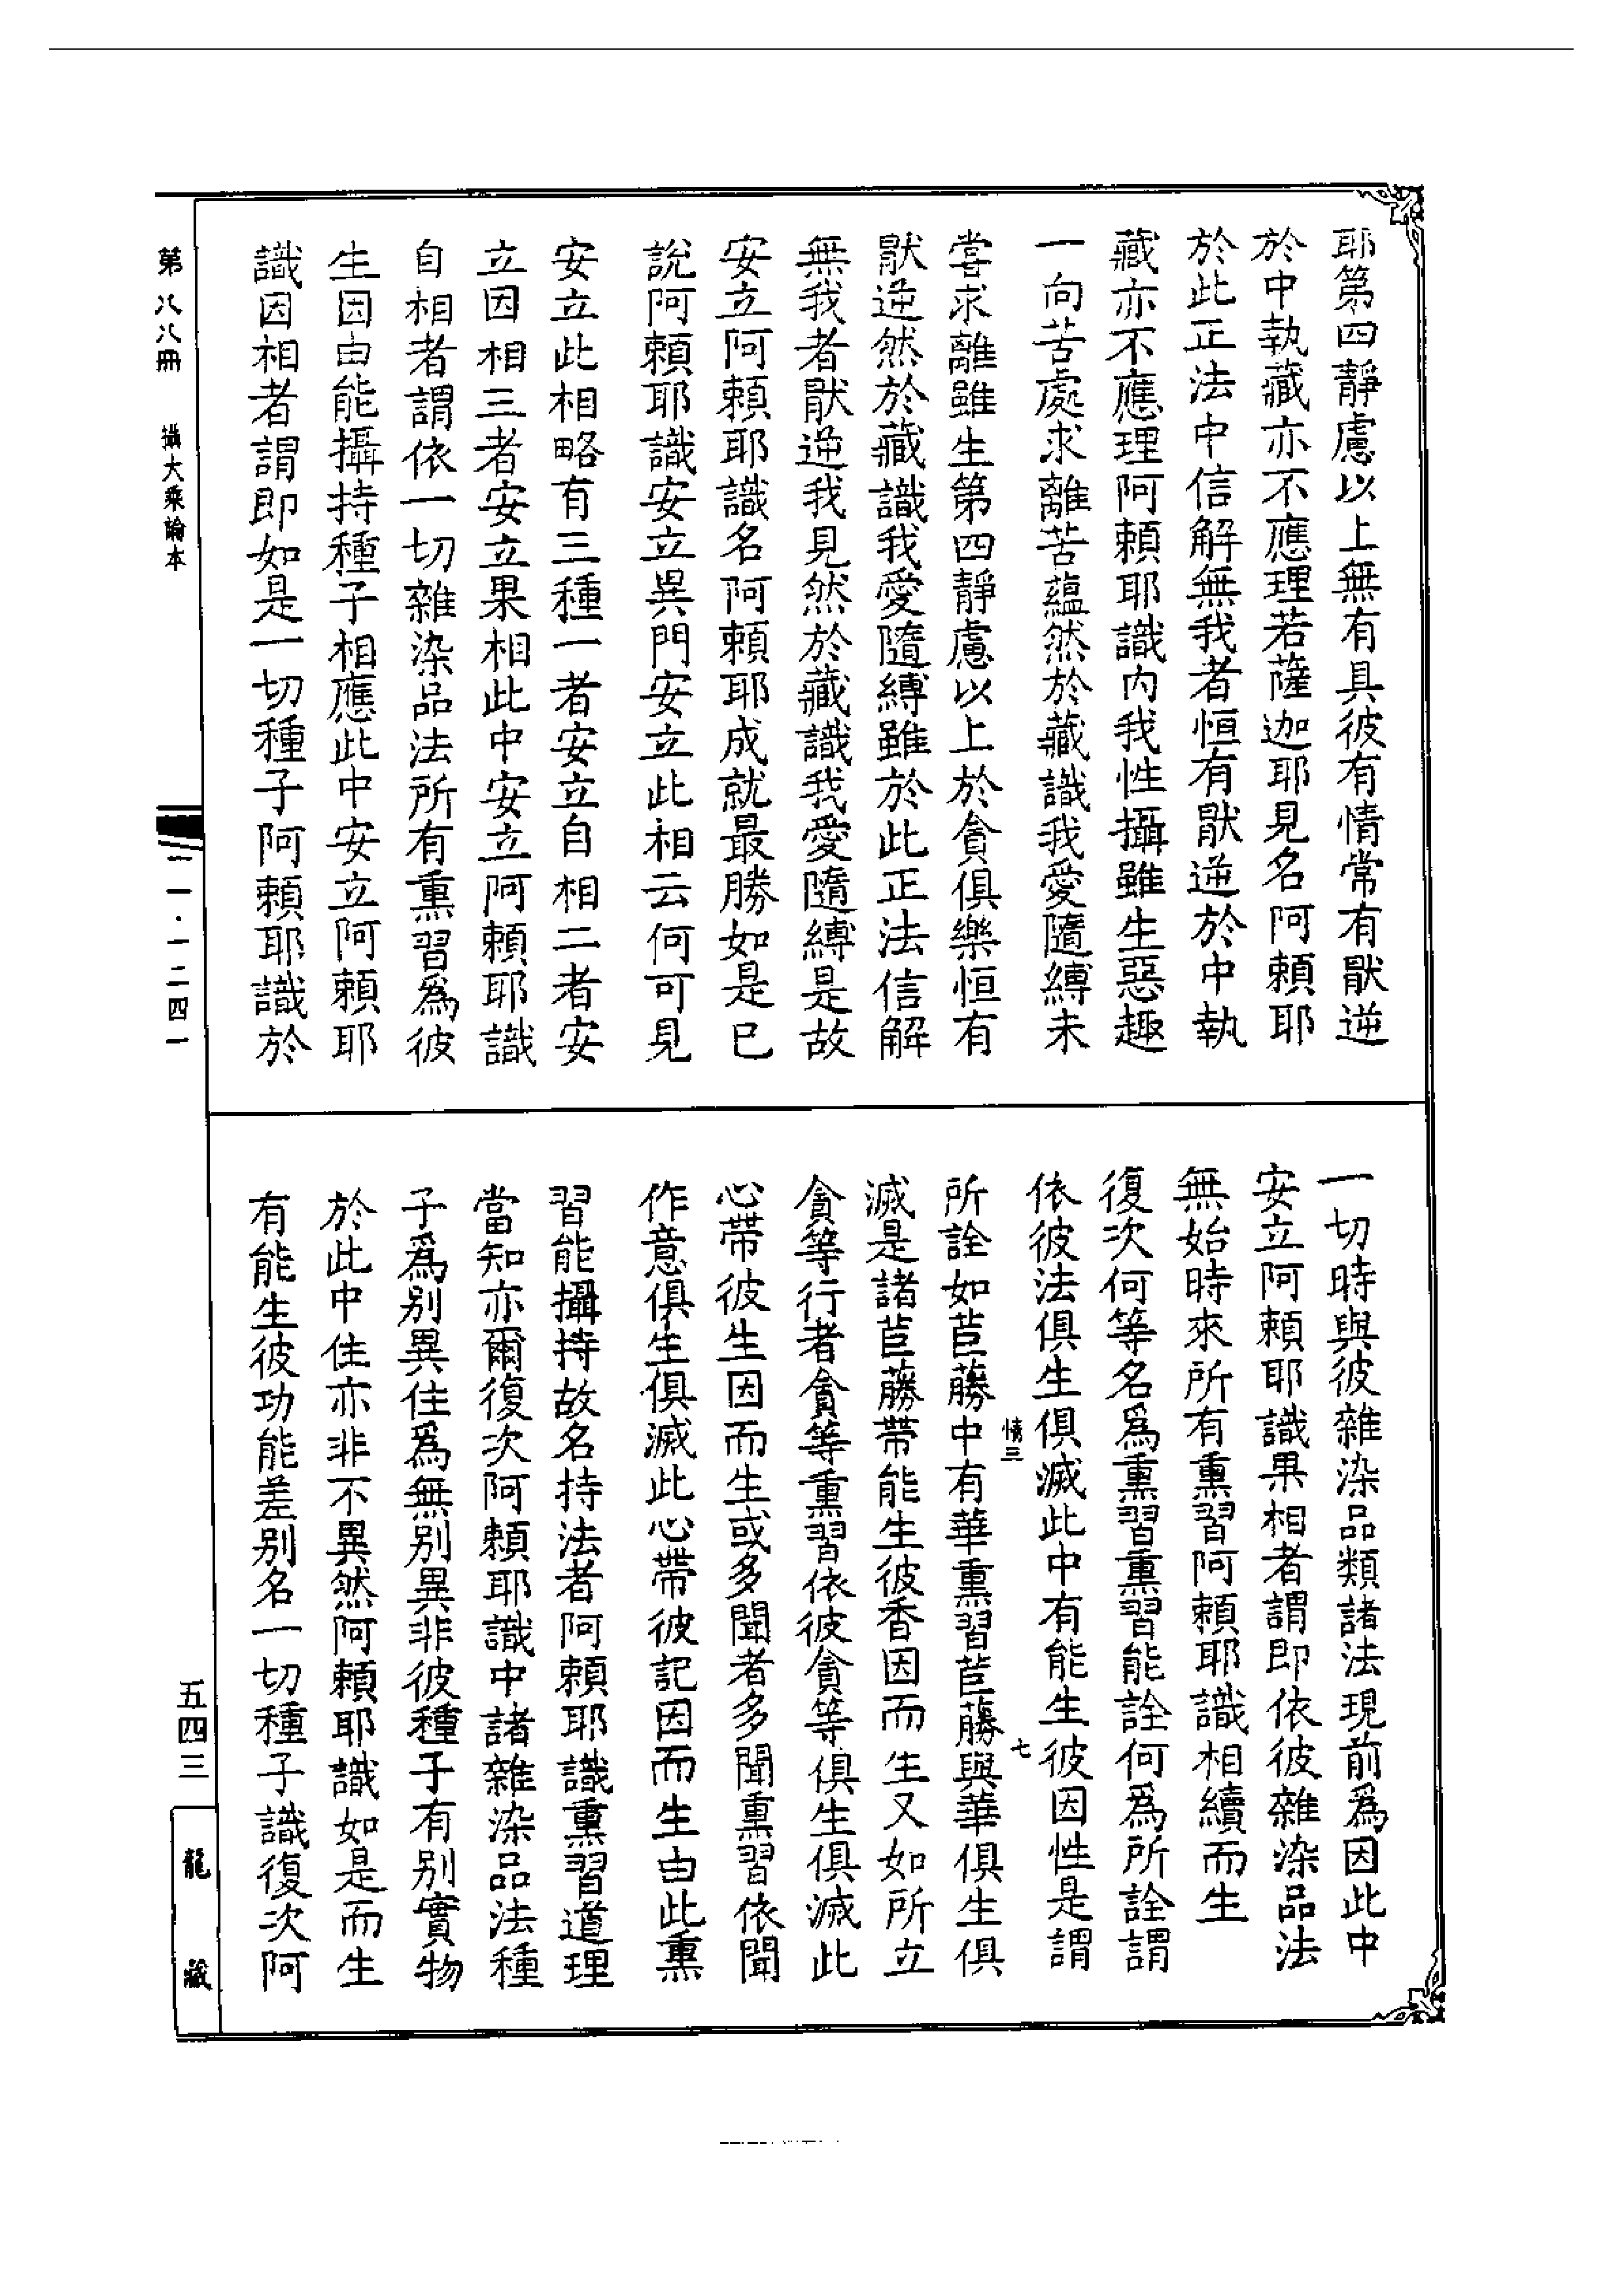 耶第四靜慮以上無有具彼有情常有猒逆
於中執藏亦不應理若薩迦耶見名阿賴耶
於此正法中信解無我者恒有猒逆於中執
藏亦不應理阿賴耶識內我性攝雖生惡趣
一向苦處求離苦蘊然於藏識我愛隨縛未
嘗求離雖生第四靜慮以上於貪俱樂恒有
猒逆然於藏識我愛隨縛雖於此正法信解
無我者猒逆我見然於藏識我愛隨縛是故
安立阿賴耶識名阿賴耶成就最勝如是已
說阿賴耶識安立異門安立此相云何可見
安立此相略有三種一者安立自相二者安
立因相三者安立果相此中安立阿賴耶識
自相者謂依一切雜染品法所有熏習為彼
生因由能攝持種子相應此中安立阿賴耶
識因相者謂即如是一切種子阿賴耶識於
一切時與彼雜染品類諸法現前為因此中
安立阿賴耶識果相者謂即依彼雜染品法
無始時來所有熏習阿賴耶識相續而生
復次何等名為熏習熏習能詮何為所詮謂
依彼法俱生俱滅此中有能生彼因性是謂
情三
七
所詮如苣蕂中有華熏習苣蕂與華俱生俱
滅是諸苣蕂帶能生彼香因而生又如所立
貪等行者貪等熏習依彼貪等俱生俱滅此
心帶彼生因而生或多聞者多聞熏習依聞
作意俱生俱滅此心帶彼記因而生由此熏
習能攝持故名持法者阿賴耶識熏習道理
當知亦爾復次阿賴耶識中諸雜染品法種
子為別異住為無別異非彼種子有別實物
於此中住亦非不異然阿賴耶識如是而生
有能生彼功能差別名一切種子識復次阿
第八八冊
攝大乘論本
一一·一二四一
五四三
龍藏